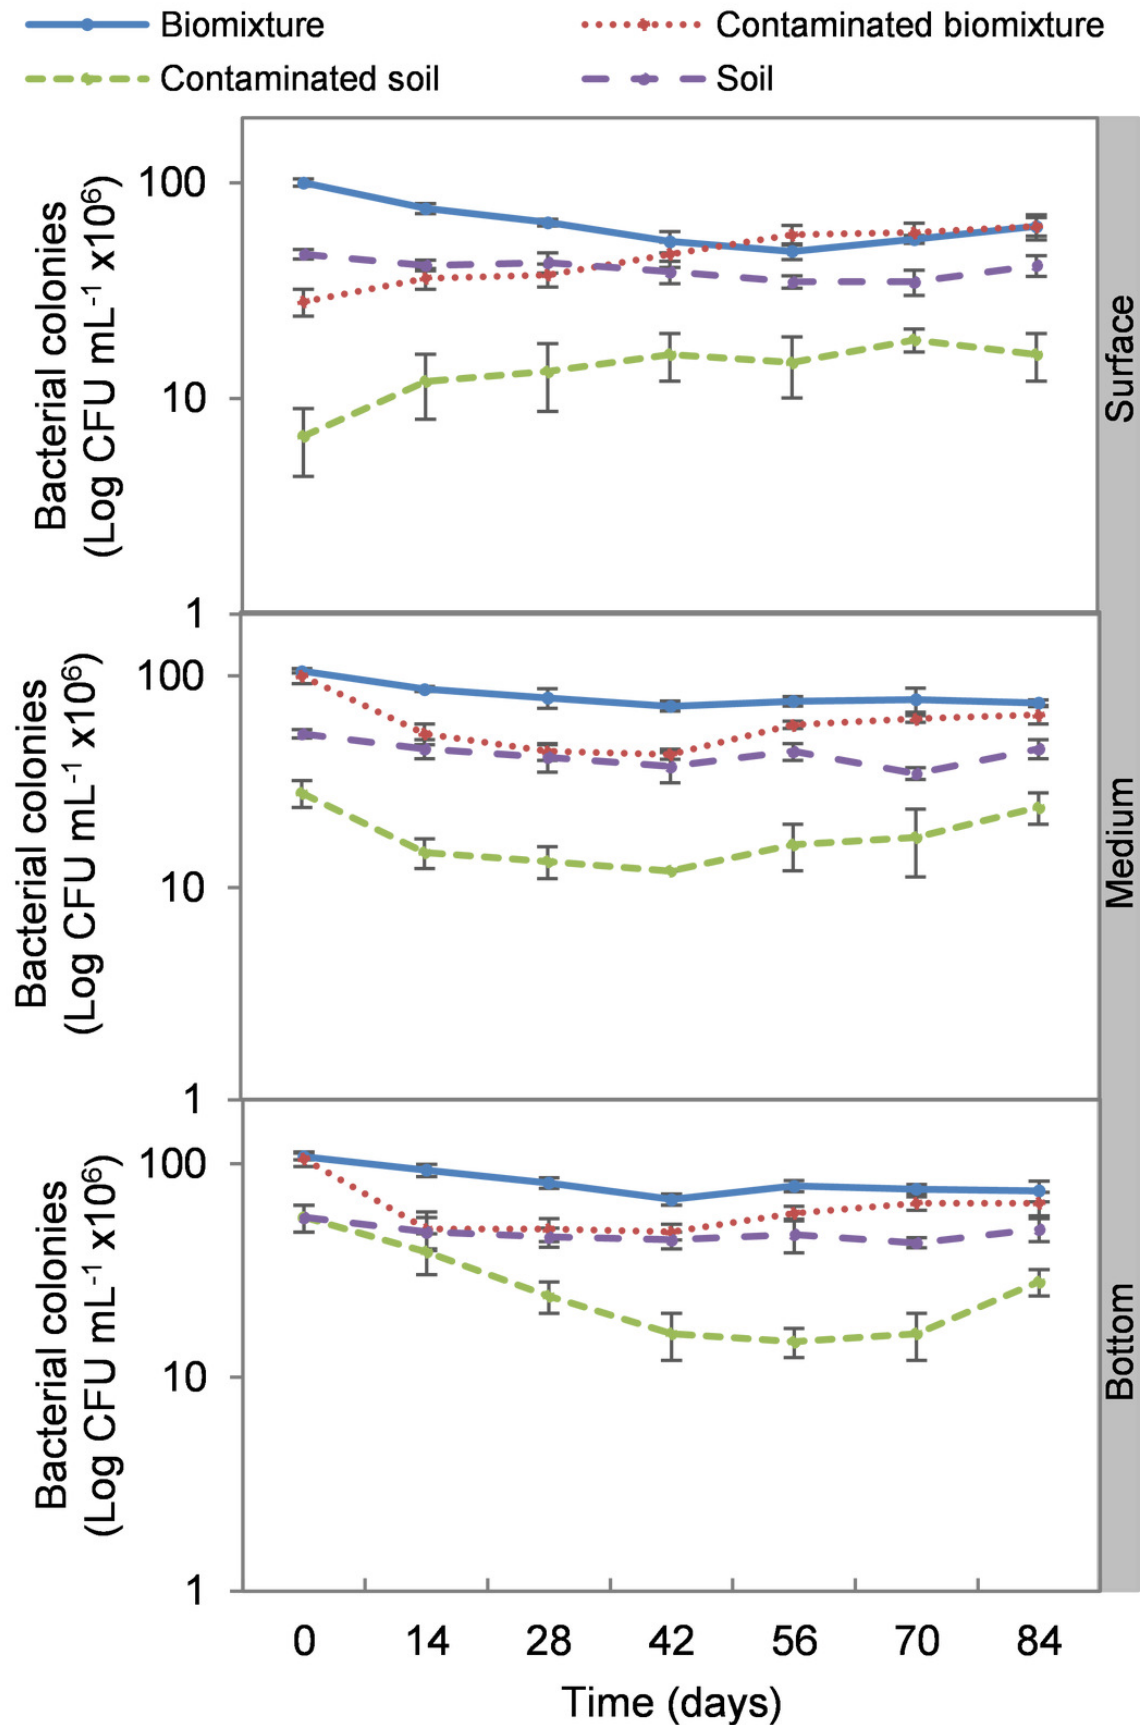 Biomixture
Contaminated biomixture
Contaminated soil
Soil
Bacterial colonies
(Log CFU mL⁻¹ x10⁶)
100
10
1
Surface
Bacterial colonies
(Log CFU mL⁻¹ x10⁶)
100
10
1
Medium
Bacterial colonies
(Log CFU mL⁻¹ x10⁶)
100
10
1
Bottom
0 14 28 42 56 70 84
Time (days)